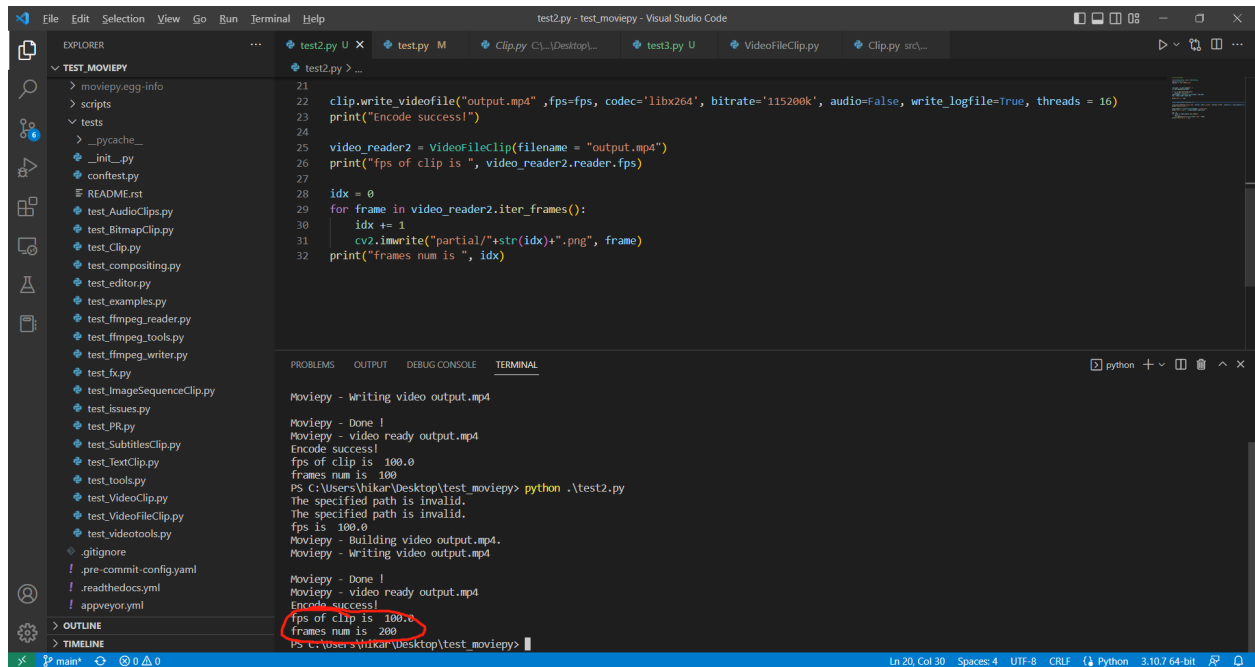 File Edit Selection View Go Run Terminal Help test2.py - test_moviepy - Visual Studio Code
EXPLORER ...
TEST_MOVIEPY
moviepy.egg-info
scripts
tests
__pycache__
__init__.py
conftest.py
README.rst
test_AudioClips.py
test_BitmapClip.py
test_Clip.py
test_compositing.py
test_editor.py
test_examples.py
test_ffmpeg_reader.py
test_ffmpeg_tools.py
test_ffmpeg_writer.py
test_fx.py
test_ImageSequenceClip.py
test_issues.py
test_PR.py
test_SubtitlesClip.py
test_TextClip.py
test_tools.py
test_VideoClip.py
test_VideoFileClip.py
test_videotools.py
.gitignore
.pre-commit-config.yaml
.readthedocs.yml
appveyor.yml
OUTLINE
TIMELINE
6
test2.py U test.py M Clip.py C:\...\Desktop\... test3.py U VideoFileClip.py Clip.py src\...
test2.py > ...
21
22 clip.write_videofile("output.mp4" ,fps=fps, codec='libx264', bitrate='115200k', audio=False, write_logfile=True, threads = 16)
23 print("Encode success!")
24
25 video_reader2 = VideoFileClip(filename = "output.mp4")
26 print("fps of clip is ", video_reader2.reader.fps)
27
28 idx = 0
29 for frame in video_reader2.iter_frames():
30 idx += 1
31 cv2.imwrite("partial/"+str(idx)+".png", frame)
32 print("frames num is ", idx)
PROBLEMS OUTPUT DEBUG CONSOLE TERMINAL python
Moviepy - Writing video output.mp4
Moviepy - Done !
Moviepy - video ready output.mp4
Encode success!
fps of clip is 100.0
frames num is 100
PS C:\Users\hikar\Desktop\test_moviepy> python .\test2.py
The specified path is invalid.
The specified path is invalid.
fps is 100.0
Moviepy - Building video output.mp4.
Moviepy - Writing video output.mp4
Moviepy - Done !
Moviepy - video ready output.mp4
Encode success!
fps of clip is 100.0
frames num is 200
PS C:\Users\hikar\Desktop\test_moviepy>
main* 0 0 Ln 20, Col 30 Spaces: 4 UTF-8 CRLF Python 3.10.7 64-bit